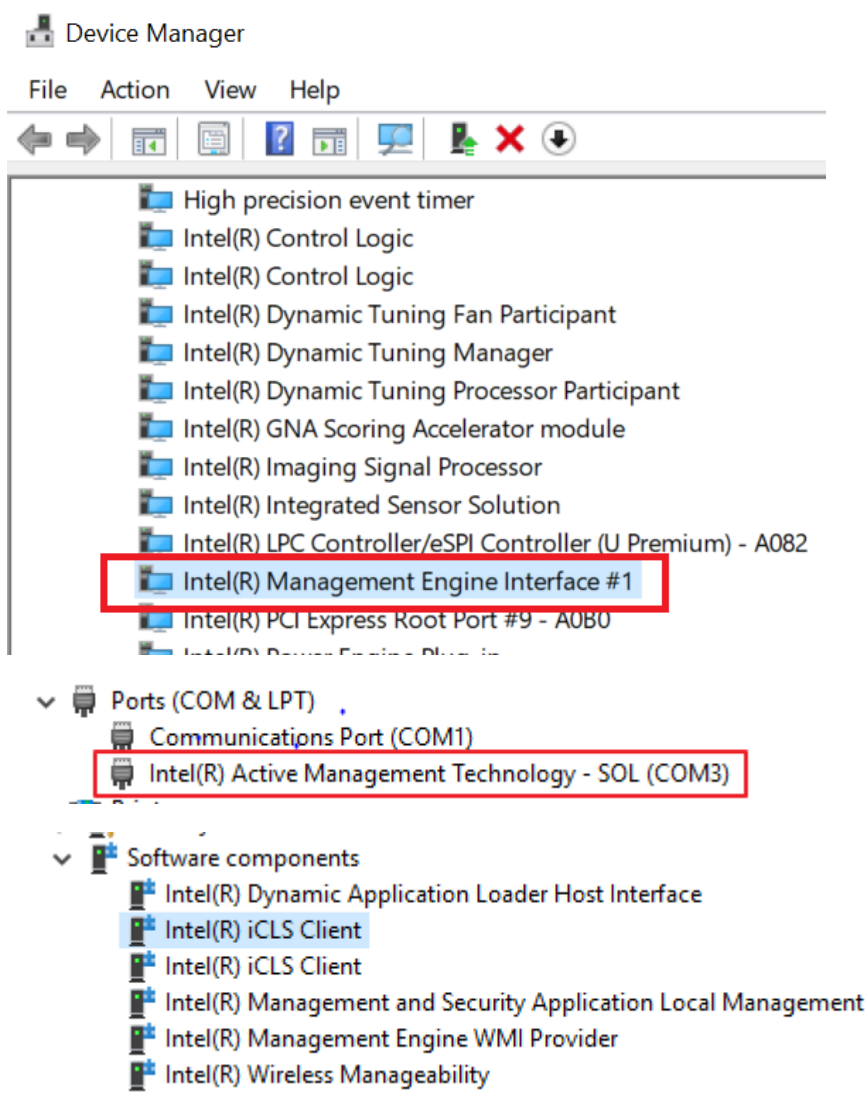 Device Manager
File Action View Help
High precision event timer
Intel(R) Control Logic
Intel(R) Control Logic
Intel(R) Dynamic Tuning Fan Participant
Intel(R) Dynamic Tuning Manager
Intel(R) Dynamic Tuning Processor Participant
Intel(R) GNA Scoring Accelerator module
Intel(R) Imaging Signal Processor
Intel(R) Integrated Sensor Solution
Intel(R) LPC Controller/eSPI Controller (U Premium) - A082
Intel(R) Management Engine Interface #1
Intel(R) PCI Express Root Port #9 - A0B0
Intel(R) Power Engine Plug-in
Ports (COM & LPT)
Communications Port (COM1)
Intel(R) Active Management Technology - SOL (COM3)
Software components
Intel(R) Dynamic Application Loader Host Interface
Intel(R) iCLS Client
Intel(R) iCLS Client
Intel(R) Management and Security Application Local Management
Intel(R) Management Engine WMI Provider
Intel(R) Wireless Manageability